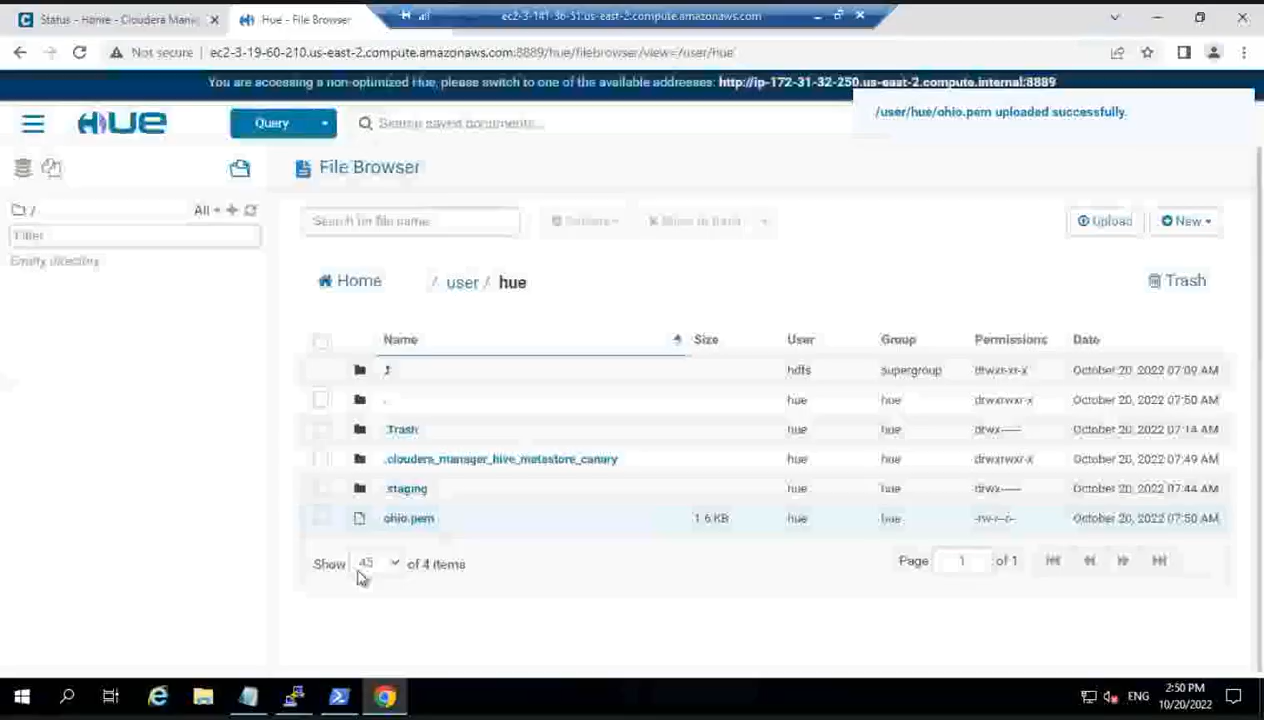 Status - Home - Cloudera Mana
Hue - File Browser
ec2-3-141-36-51.us-east-2.compute.amazonaws.com
Not secure
ec2-3-19-60-210.us-east-2.compute.amazonaws.com:8889/hue/filebrowser/view=/user/hue
You are accessing a non-optimized Hue, please switch to one of the available addresses: http://ip-172-31-32-250.us-east-2.compute.internal:8889
/user/hue/ohio.pem uploaded successfully.
HUE
Query
Search saved documents...
File Browser
/
All
Filter
Empty directory
Search for file name
Actions
Move to trash
Upload
New
Home
/ user / hue
Trash
Name Size User Group Permissions Date
hdfs supergroup drwxr-xr-x October 20, 2022 07:09 AM
. hue hue drwxrwxr-x October 20, 2022 07:50 AM
.Trash hue hue drwx------ October 20, 2022 07:14 AM
.cloudera_manager_hive_metastore_canary hue hue drwxrwxr-x October 20, 2022 07:49 AM
.staging hue hue drwx------ October 20, 2022 07:44 AM
ohio.pem 1.6 KB hue hue -rw-r--r-- October 20, 2022 07:50 AM
Show 45 of 4 items
Page 1 of 1
ENG
2:50 PM
10/20/2022